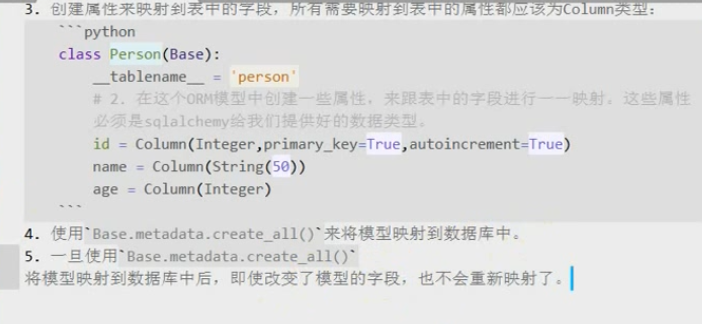 3. 创建属性来映射到表中的字段，所有需要映射到表中的属性都应该为Column类型：
```python
class Person(Base):
__tablename__ = 'person'
# 2. 在这个ORM模型中创建一些属性，来跟表中的字段进行一一映射。这些属性
必须是sqlalchemy给我们提供好的数据类型。
id = Column(Integer,primary_key=True,autoincrement=True)
name = Column(String(50))
age = Column(Integer)
```
4. 使用`Base.metadata.create_all()`来将模型映射到数据库中。
5. 一旦使用`Base.metadata.create_all()`
将模型映射到数据库中后，即使改变了模型的字段，也不会重新映射了。